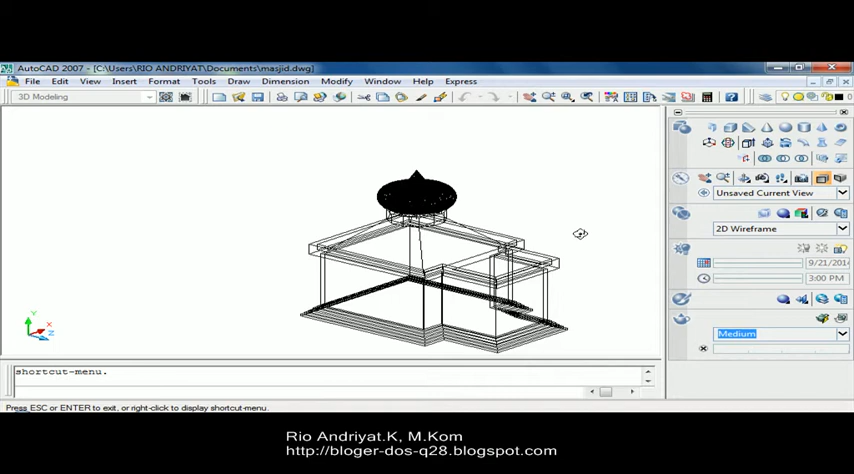 AutoCAD 2007 - [C:\Users\RIO ANDRIYAT\Documents\masjid.dwg]
File Edit View Insert Format Tools Draw Dimension Modify Window Help Express
3D Modeling
Unsaved Current View
2D Wireframe
9/21/201
3:00 PM
Medium
Y
X
Z
shortcut-menu.
Press ESC or ENTER to exit, or right-click to display shortcut-menu.
Rio Andriyat.K, M.Kom
http://bloger-dos-q28.blogspot.com